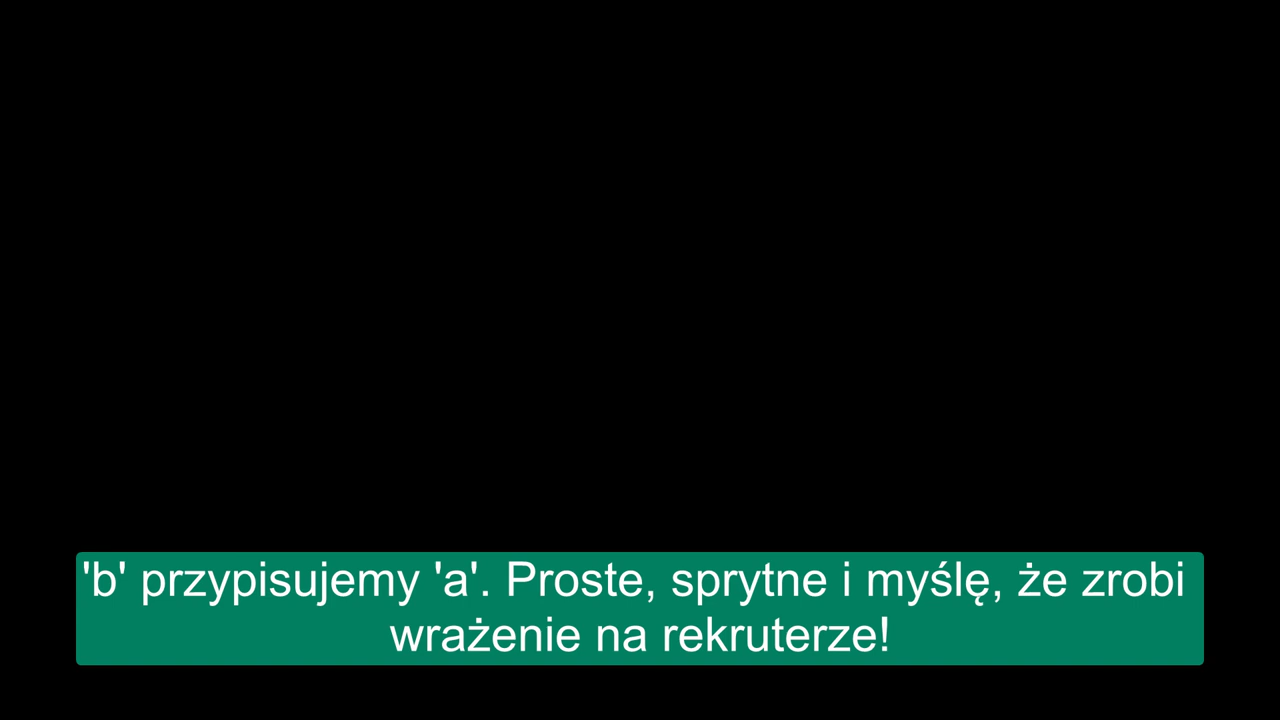 'b' przypisujemy 'a'. Proste, sprytne i myślę, że zrobi
wrażenie na rekruterze!